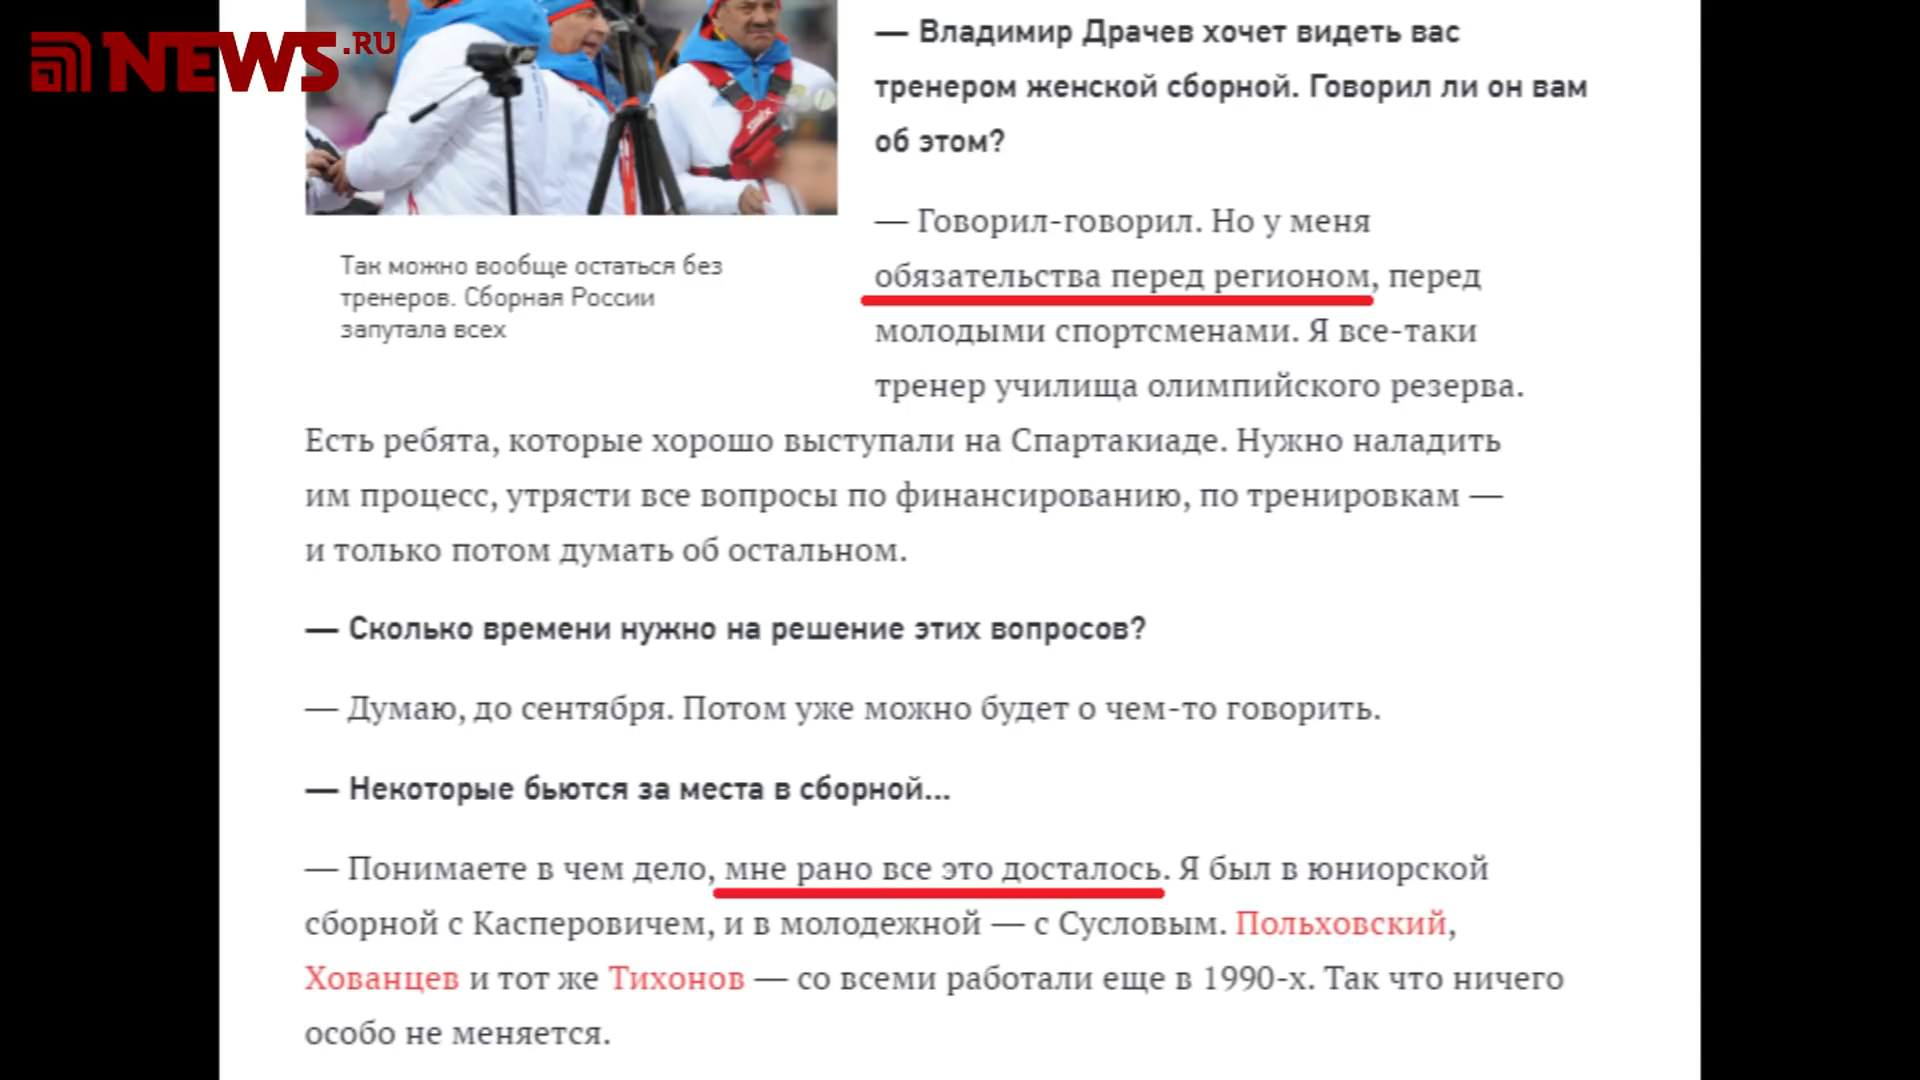 NEWS.RU
— Владимир Драчев хочет видеть вас
тренером женской сборной. Говорил ли он вам
об этом?
— Говорил-говорил. Но у меня
обязательства перед регионом, перед
молодыми спортсменами. Я все-таки
тренер училища олимпийского резерва.
Так можно вообще остаться без
тренеров. Сборная России
запутала всех
Есть ребята, которые хорошо выступали на Спартакиаде. Нужно наладить
им процесс, утрясти все вопросы по финансированию, по тренировкам —
и только потом думать об остальном.
— Сколько времени нужно на решение этих вопросов?
— Думаю, до сентября. Потом уже можно будет о чем-то говорить.
— Некоторые бьются за места в сборной...
— Понимаете в чем дело, мне рано все это досталось. Я был в юниорской
сборной с Касперовичем, и в молодежной — с Сусловым. Польховский,
Хованцев и тот же Тихонов — со всеми работали еще в 1990-х. Так что ничего
особо не меняется.